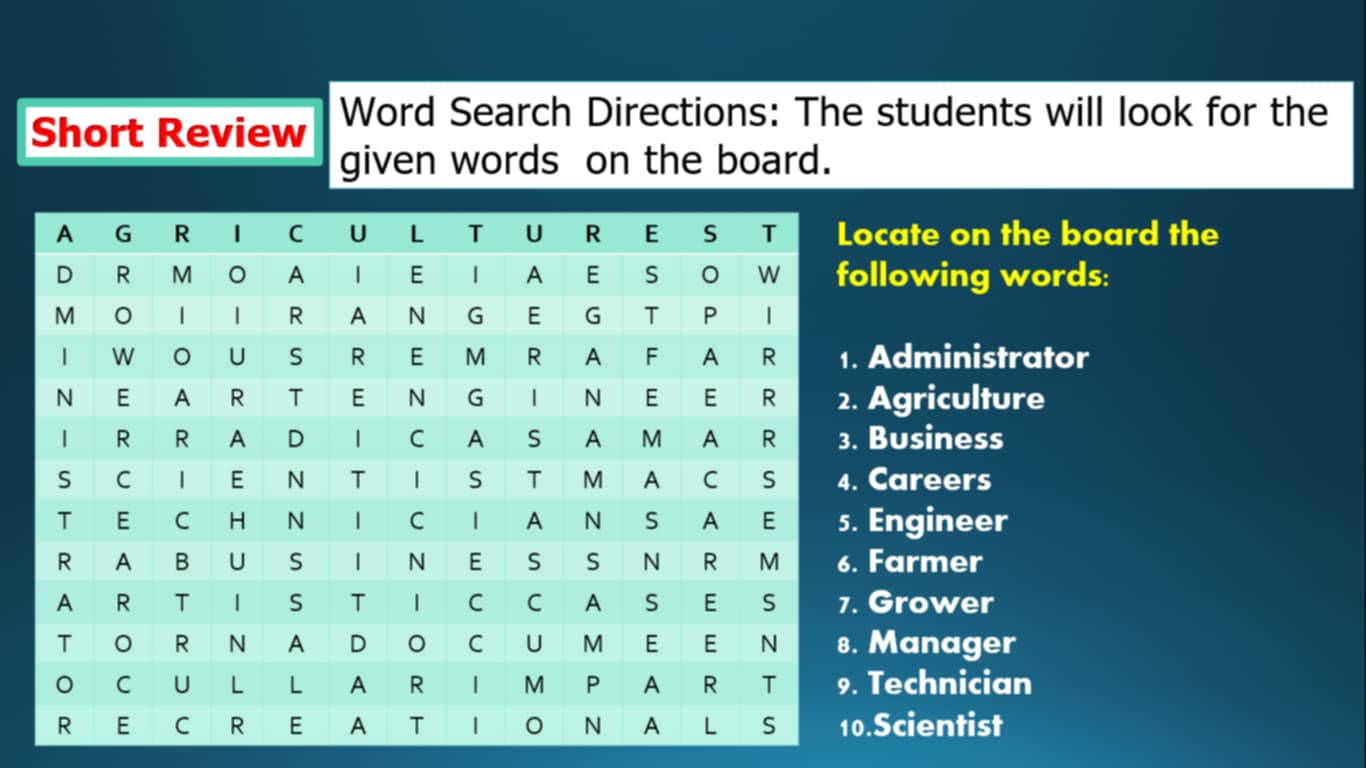 Short Review
Word Search Directions: The students will look for the
given words on the board.
A G R I C U L T U R E S T
D R M O A I E I A E S O W
M O I I R A N G E G T P I
I W O U S R E M R A F A R
N E A R T E N G I N E E R
I R R A D I C A S A M A R
S C I E N T I S T M A C S
T E C H N I C I A N S A E
R A B U S I N E S S N R M
A R T I S T I C C A S E S
T O R N A D O C U M E E N
O C U L L A R I M P A R T
R E C R E A T I O N A L S
Locate on the board the
following words:
1. Administrator
2. Agriculture
3. Business
4. Careers
5. Engineer
6. Farmer
7. Grower
8. Manager
9. Technician
10.Scientist